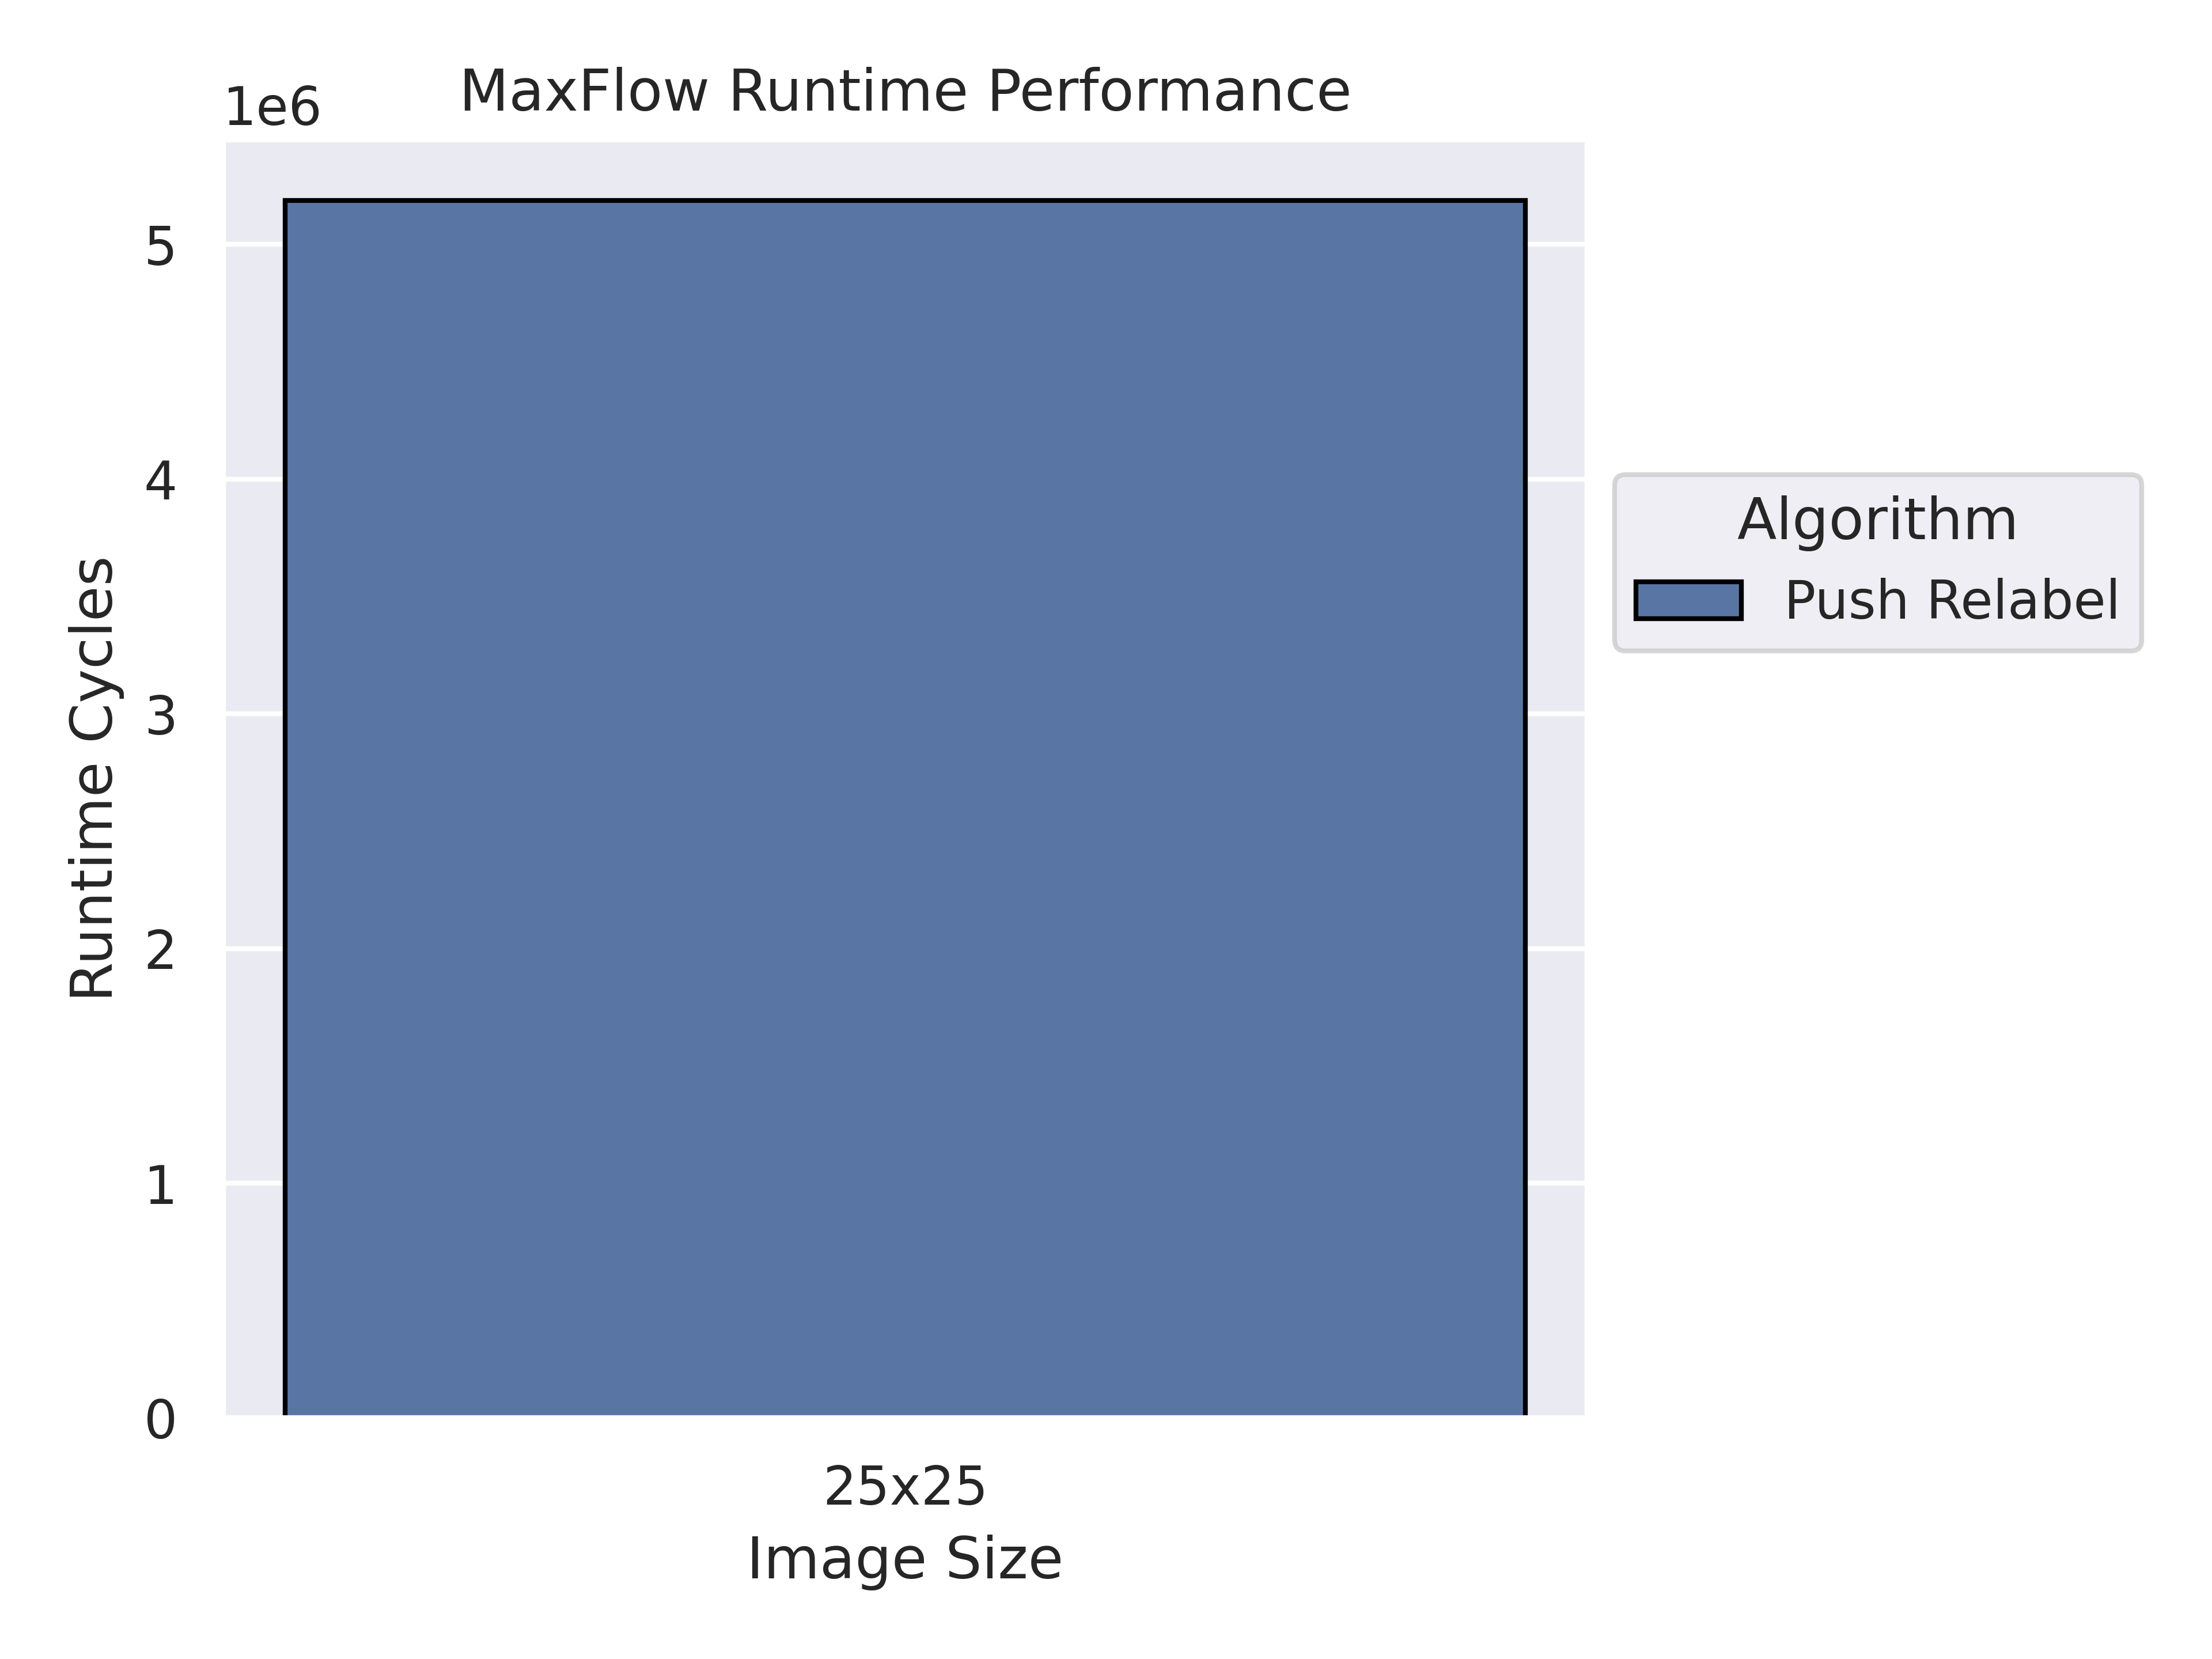 MaxFlow Runtime Performance
1e6
5
4
3
2
1
0
Runtime Cycles
25x25
Image Size
Algorithm
Push Relabel